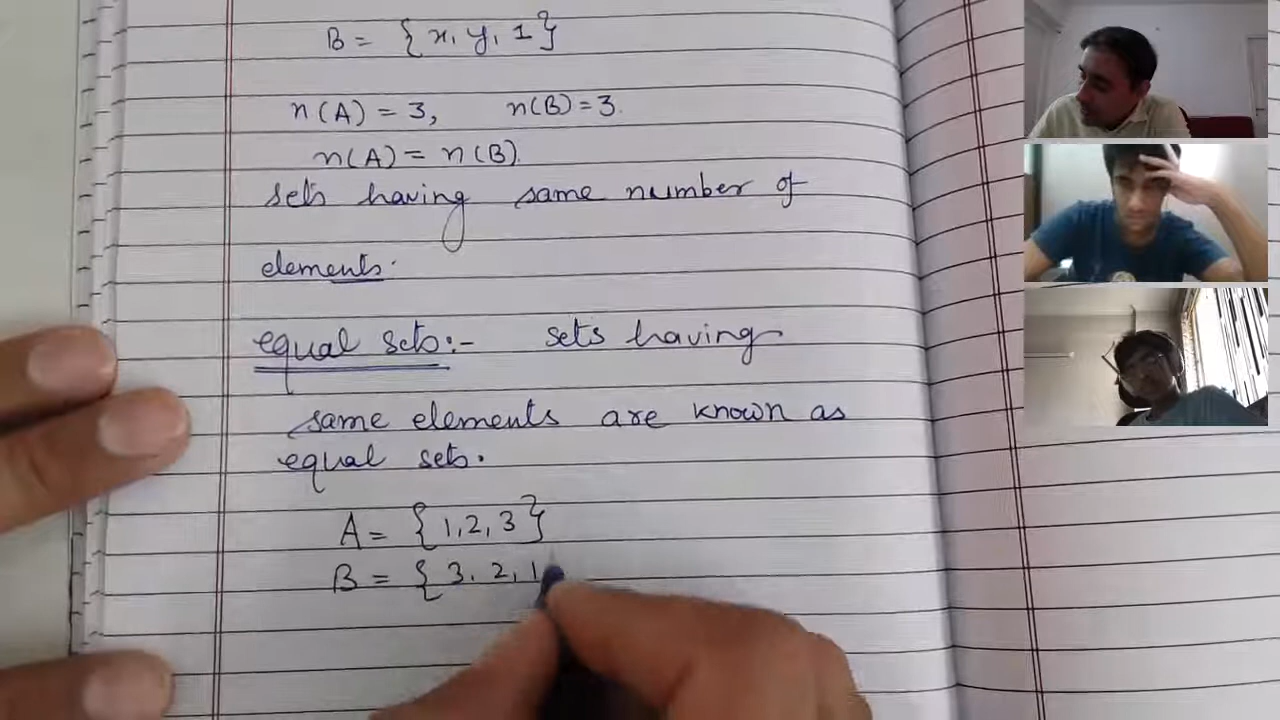 B = {x, y, 1}
n(A) = 3, n(B) = 3.
n(A) = n(B).
sets having same number of
elements.
equal sets:- sets having
same elements are known as
equal sets.
A = {1, 2, 3}
B = {3, 2, 1